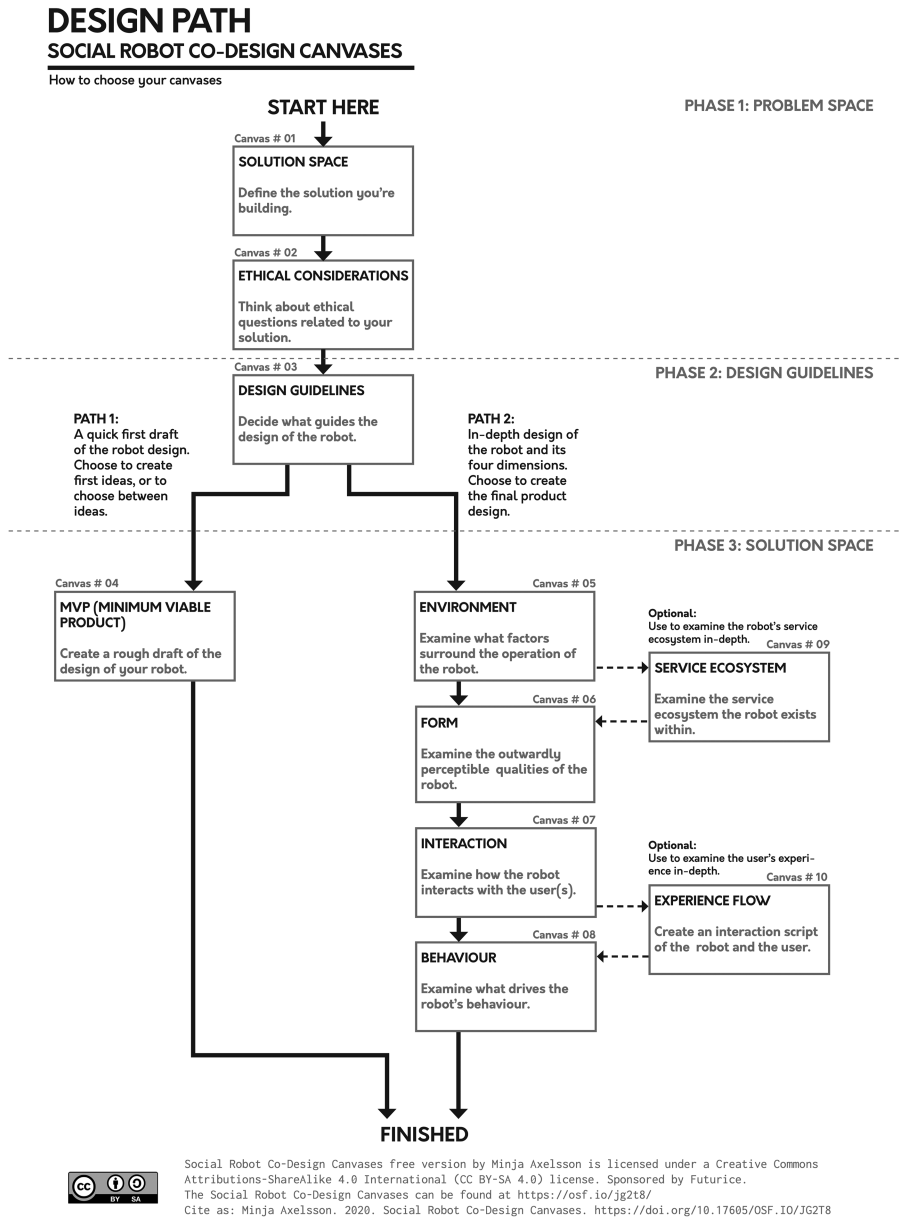 DESIGN PATH
SOCIAL ROBOT CO-DESIGN CANVASES
How to choose your canvases
START HERE
PHASE 1: PROBLEM SPACE
Canvas # 01
SOLUTION SPACE
Define the solution you're
building.
Canvas # 02
ETHICAL CONSIDERATIONS
Think about ethical
questions related to your
solution.
PHASE 2: DESIGN GUIDELINES
Canvas # 03
DESIGN GUIDELINES
Decide what guides the
design of the robot.
PATH 1:
A quick first draft
of the robot design.
Choose to create
first ideas, or to
choose between
ideas.
PATH 2:
In-depth design of
the robot and its
four dimensions.
Choose to create
the final product
design.
PHASE 3: SOLUTION SPACE
Canvas # 04
MVP (MINIMUM VIABLE
PRODUCT)
Create a rough draft of the
design of your robot.
Canvas # 05
ENVIRONMENT
Examine what factors
surround the operation of
the robot.
Optional:
Use to examine the robot's service
ecosystem in-depth.
Canvas # 09
SERVICE ECOSYSTEM
Examine the service
ecosystem the robot exists
within.
Canvas # 06
FORM
Examine the outwardly
perceptible qualities of the
robot.
Canvas # 07
INTERACTION
Examine how the robot
interacts with the user(s).
Optional:
Use to examine the user's experi-
ence in-depth.
Canvas # 10
EXPERIENCE FLOW
Create an interaction script
of the robot and the user.
Canvas # 08
BEHAVIOUR
Examine what drives the
robot's behaviour.
FINISHED
cc BY SA
Social Robot Co-Design Canvases free version by Minja Axelsson is licensed under a Creative Commons
Attributions-ShareAlike 4.0 International (CC BY-SA 4.0) license. Sponsored by Futurice.
The Social Robot Co-Design Canvases can be found at https://osf.io/jg2t8/
Cite as: Minja Axelsson. 2020. Social Robot Co-Design Canvases. https://doi.org/10.17605/OSF.IO/JG2T8